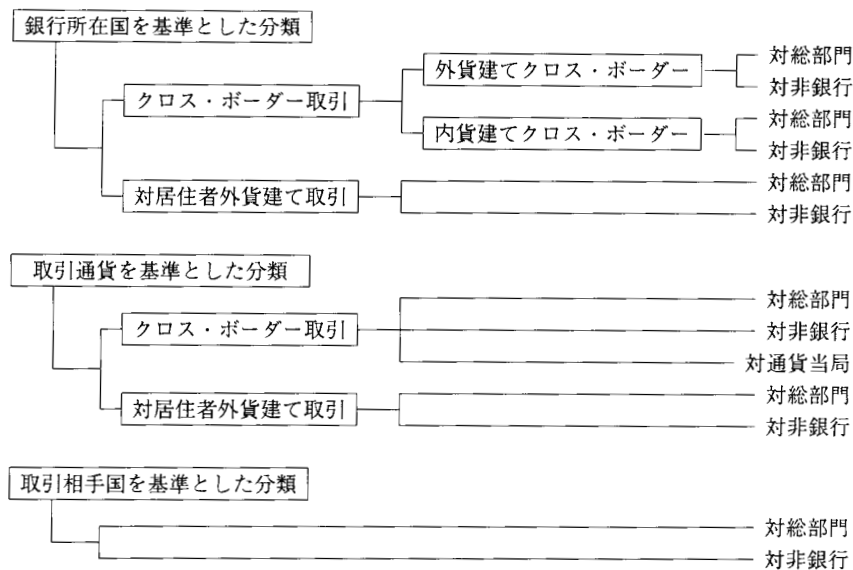 銀行所在国を基準とした分類
対総部門
外貨建てクロス・ボーダー
クロス・ボーダー取引
対非銀行
対総部門
内貨建てクロス・ボーダー
対非銀行
対総部門
対居住者外貨建て取引
対非銀行
取引通貨を基準とした分類
対総部門
クロス・ボーダー取引
対非銀行
対通貨当局
対総部門
対居住者外貨建て取引
対非銀行
取引相手国を基準とした分類
対総部門
対非銀行